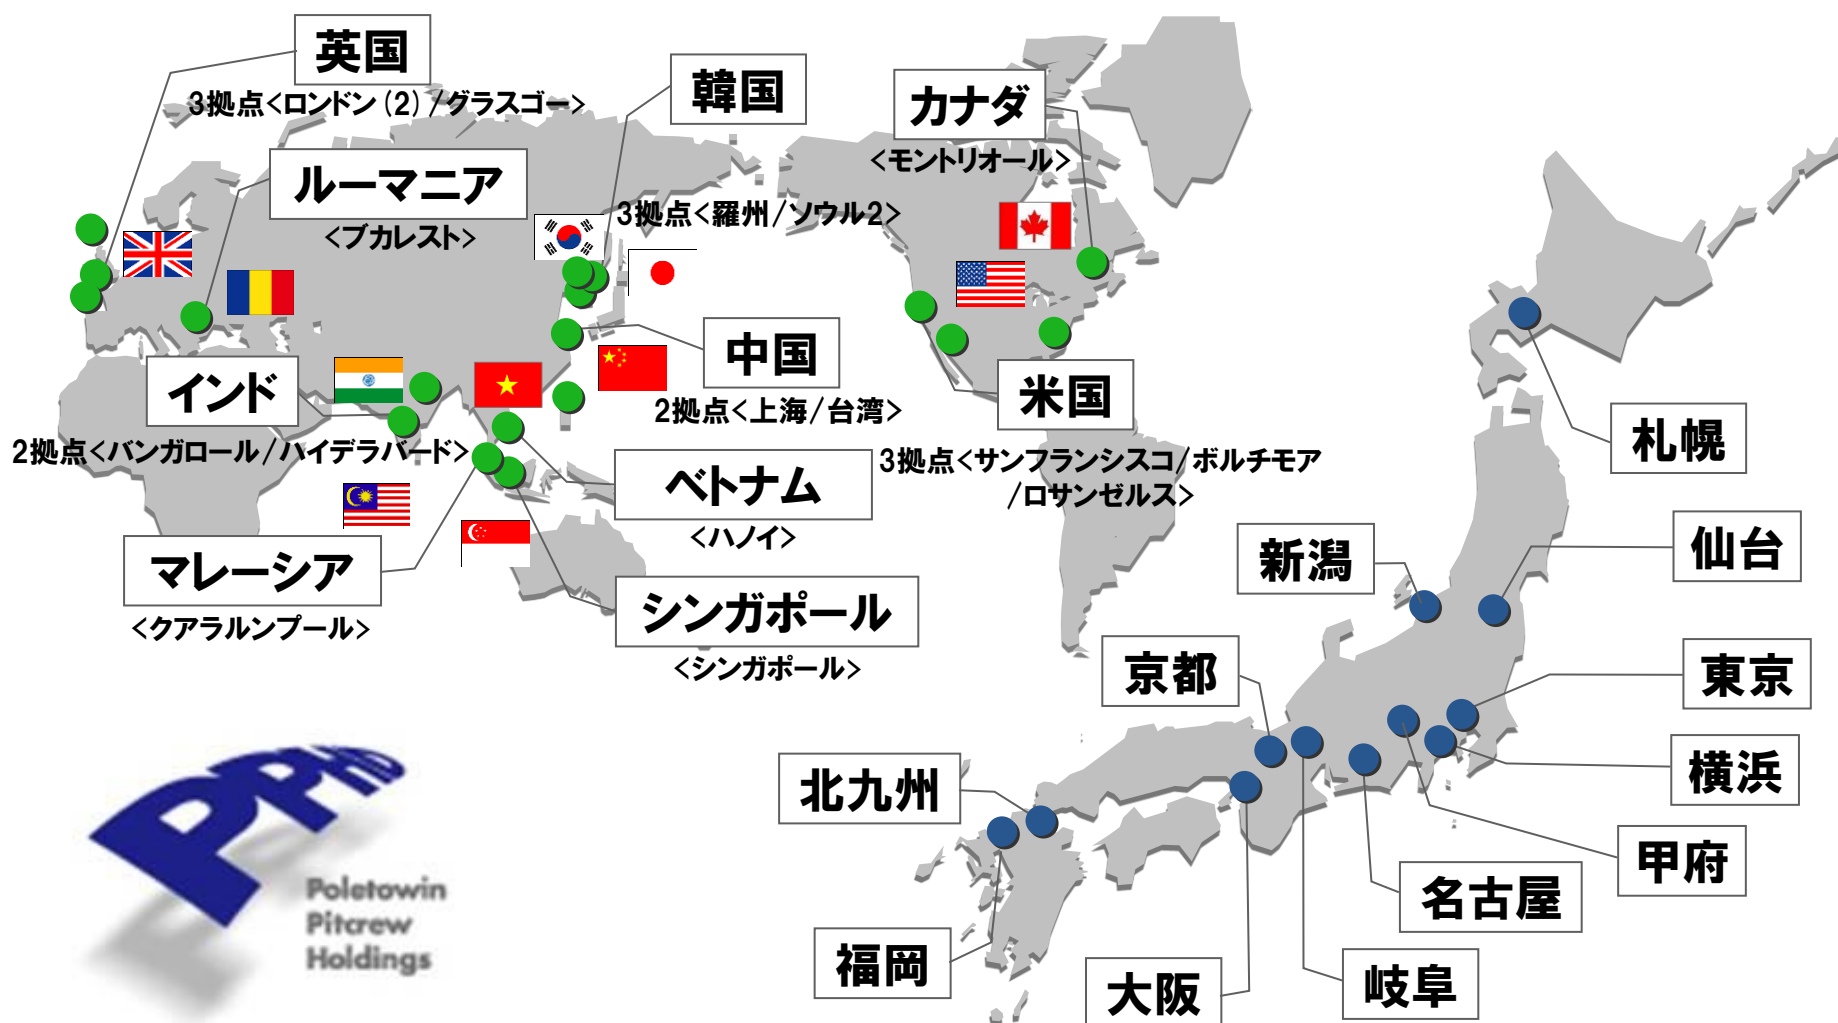 英国
3拠点<ロンドン(2)/グラスゴー>
韓国
3拠点<羅州/ソウル2>
カナダ
<モントリオール>
ルーマニア
<ブカレスト>
中国
2拠点<上海/台湾>
インド
2拠点<バンガロール/ハイデラバード>
米国
3拠点<サンフランシスコ/ボルチモア
/ロサンゼルス>
ベトナム
<ハノイ>
マレーシア
<クアラルンプール>
シンガポール
<シンガポール>
札幌
仙台
新潟
京都
東京
横浜
北九州
甲府
名古屋
福岡
大阪
岐阜
PPHD
Poletowin
Pitcrew
Holdings